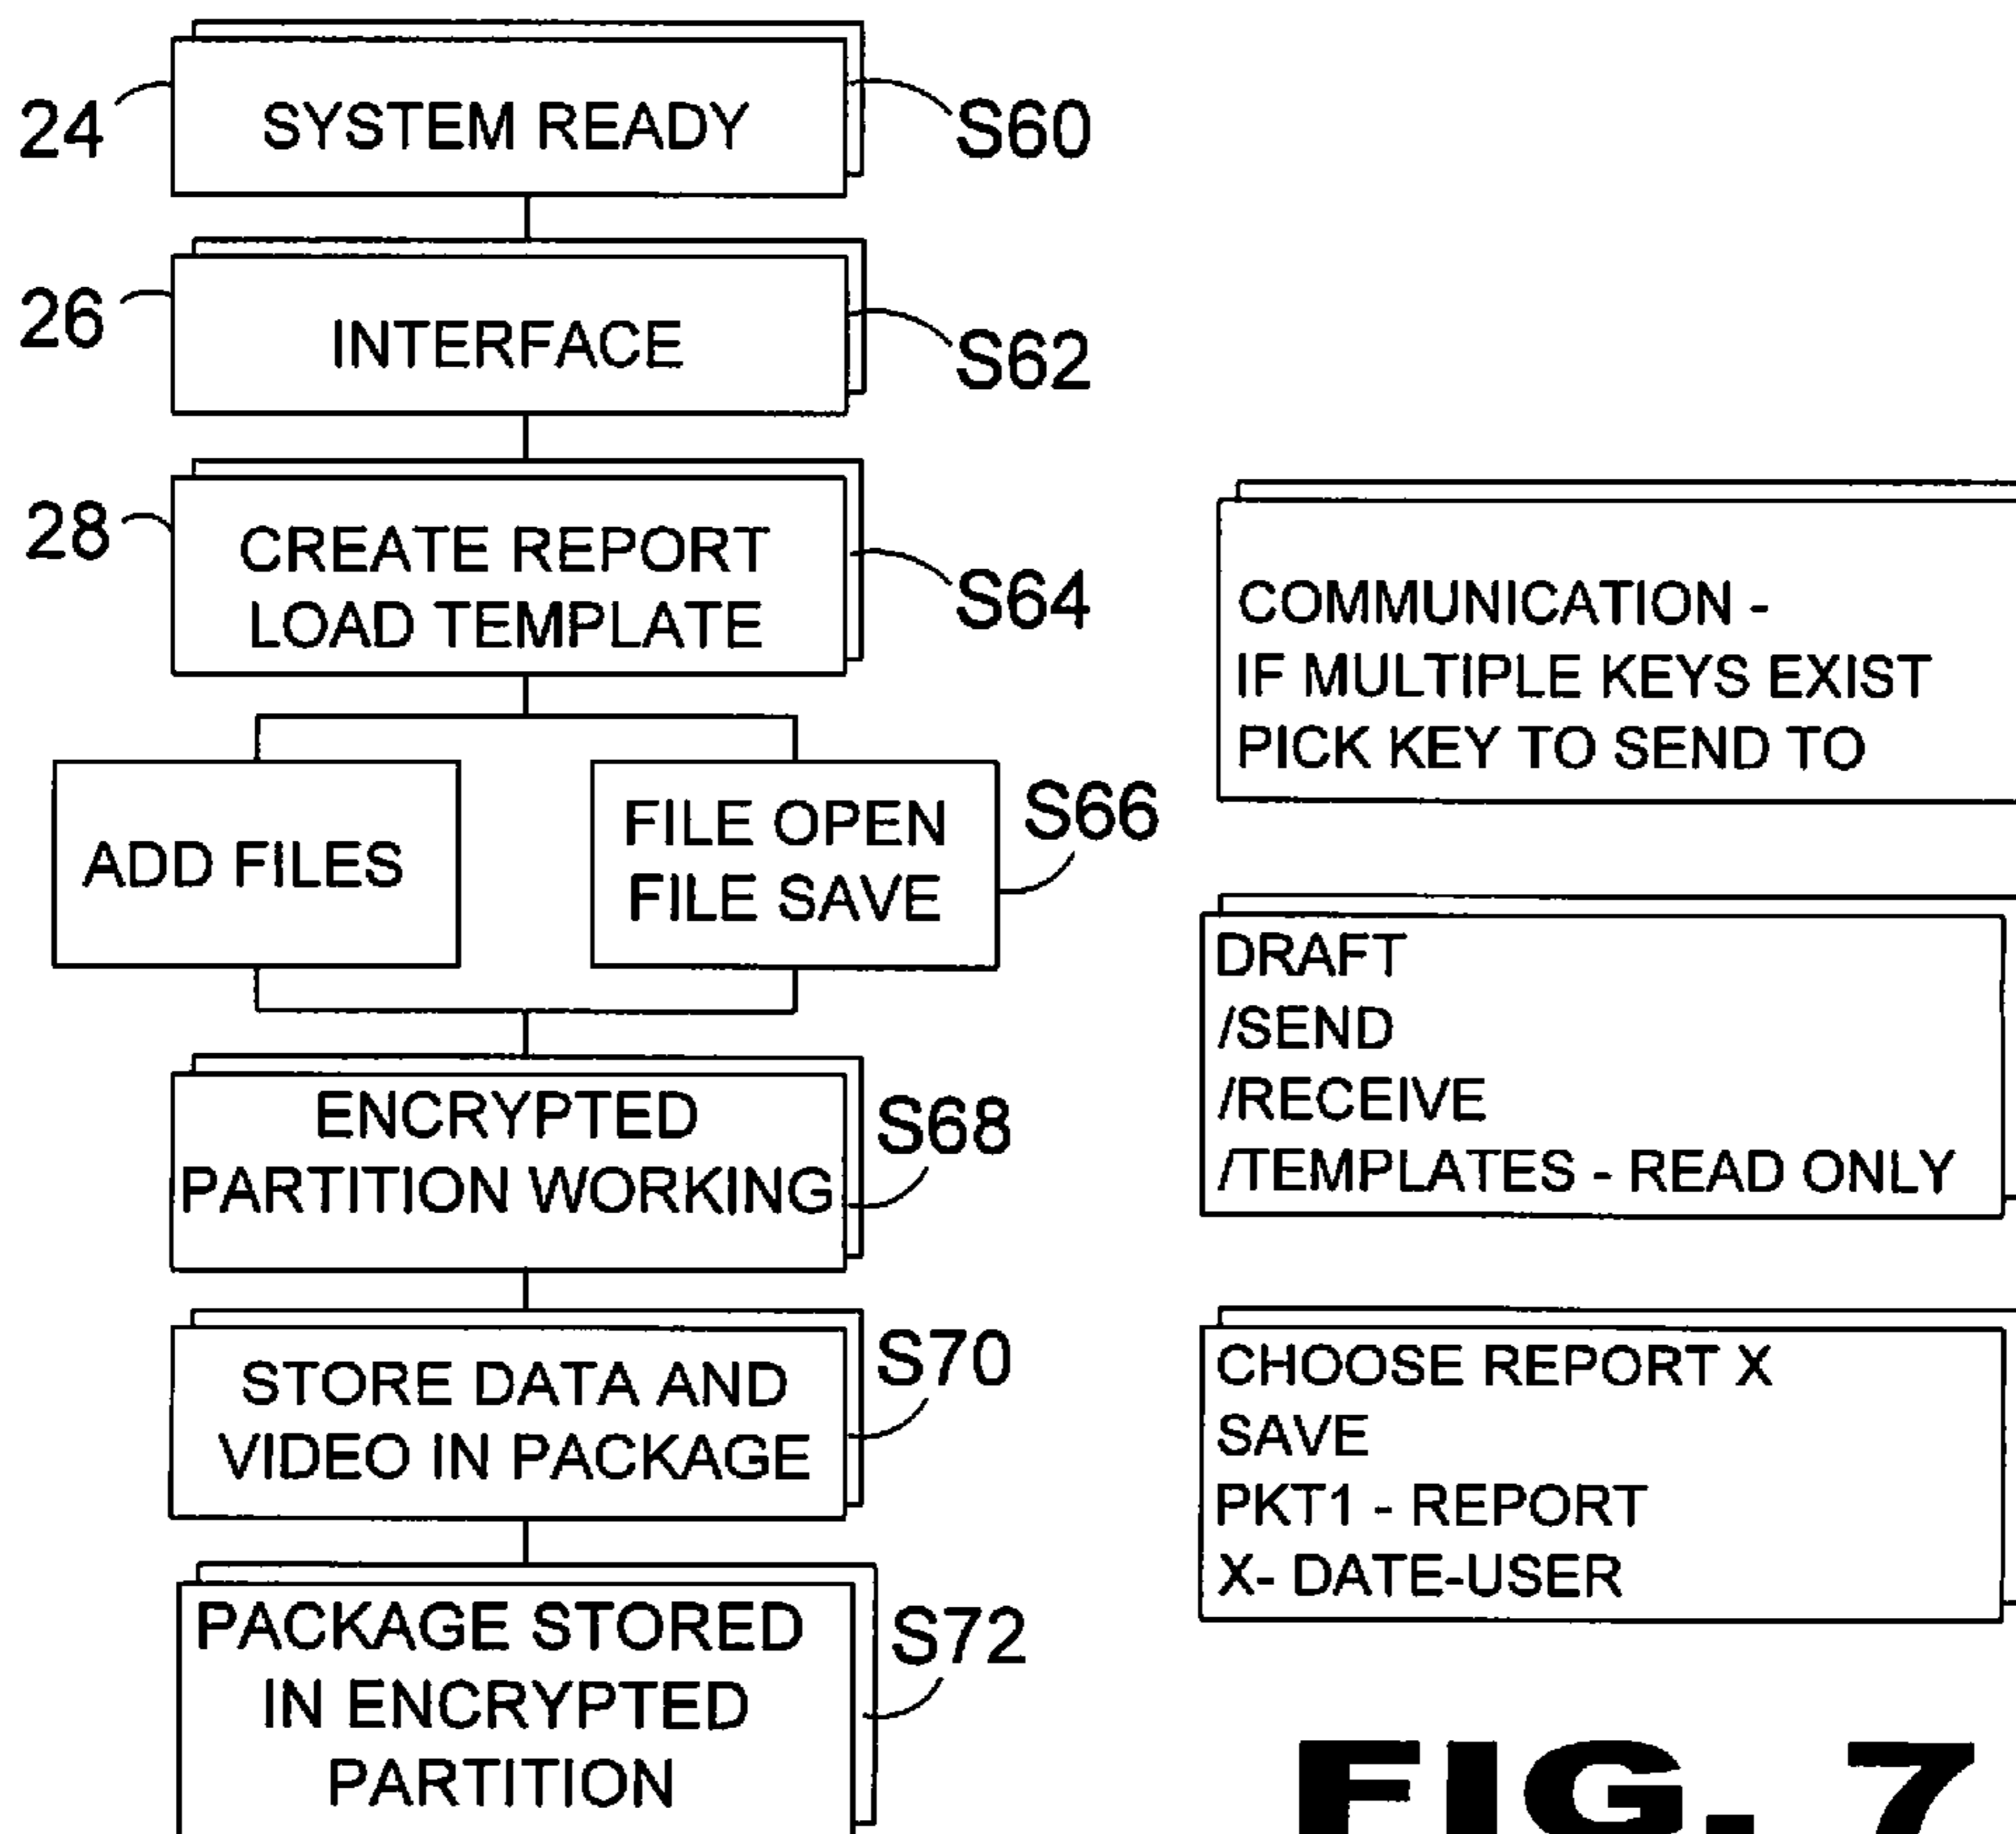 24
SYSTEM READY
S60
26
INTERFACE
S62
28
CREATE REPORT
LOAD TEMPLATE
S64
ADD FILES
FILE OPEN
FILE SAVE
S66
ENCRYPTED
PARTITION WORKING
S68
STORE DATA AND
VIDEO IN PACKAGE
S70
PACKAGE STORED
IN ENCRYPTED
PARTITION
S72
COMMUNICATION -
IF MULTIPLE KEYS EXIST
PICK KEY TO SEND TO
DRAFT
/SEND
/RECEIVE
/TEMPLATES - READ ONLY
CHOOSE REPORT X
SAVE
PKT1 - REPORT
X- DATE-USER
FIG. 7